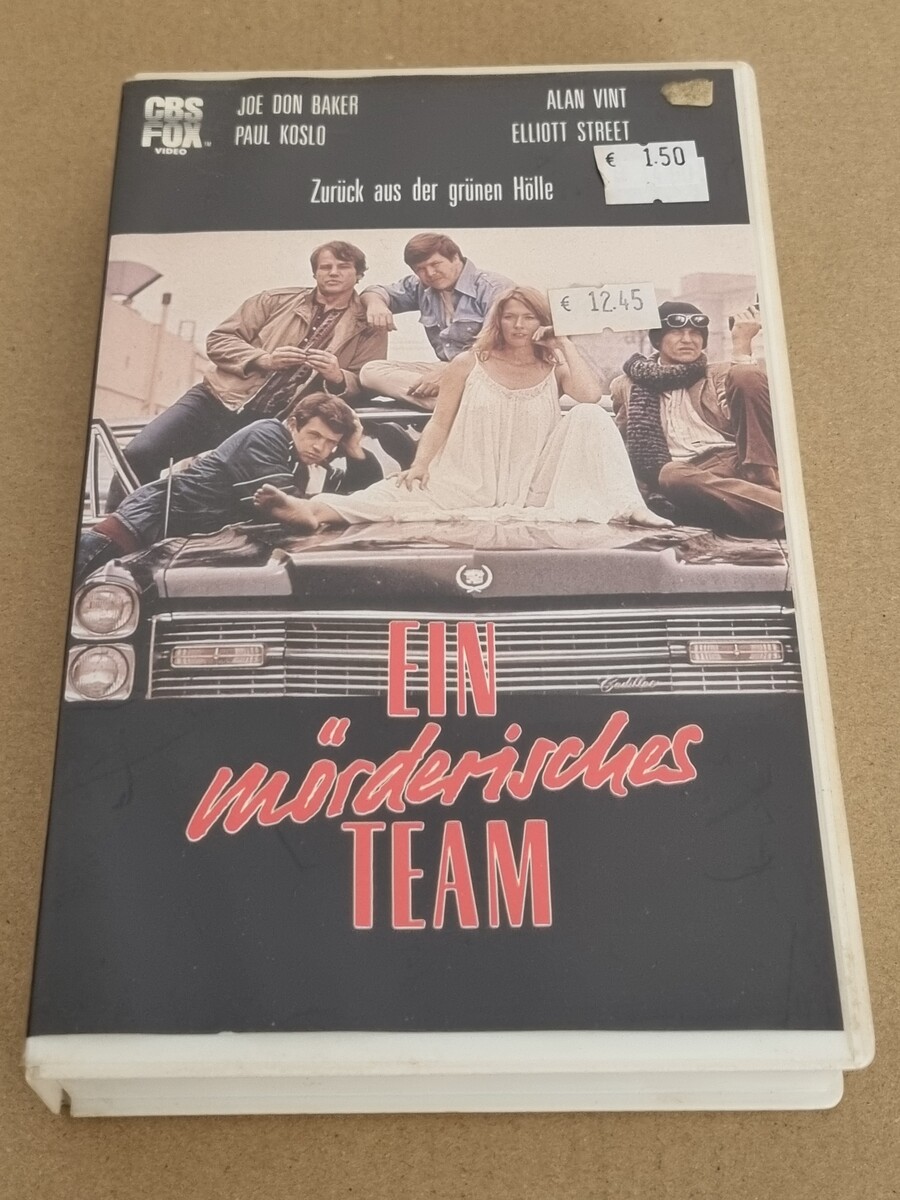 CBS
FOX
VIDEO
TM
JOE DON BAKER
PAUL KOSLO
ALAN VINT
ELLIOTT STREET
€ 1.50
Zurück aus der grünen Hölle
€ 12.45
Cadillac
EIN
mörderisches
TEAM